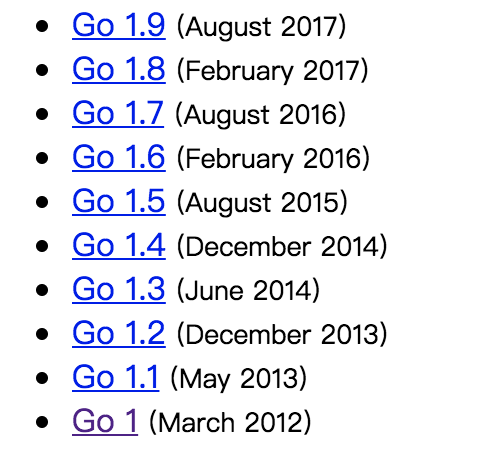 Go 1.9 (August 2017)
Go 1.8 (February 2017)
Go 1.7 (August 2016)
Go 1.6 (February 2016)
Go 1.5 (August 2015)
Go 1.4 (December 2014)
Go 1.3 (June 2014)
Go 1.2 (December 2013)
Go 1.1 (May 2013)
Go 1 (March 2012)